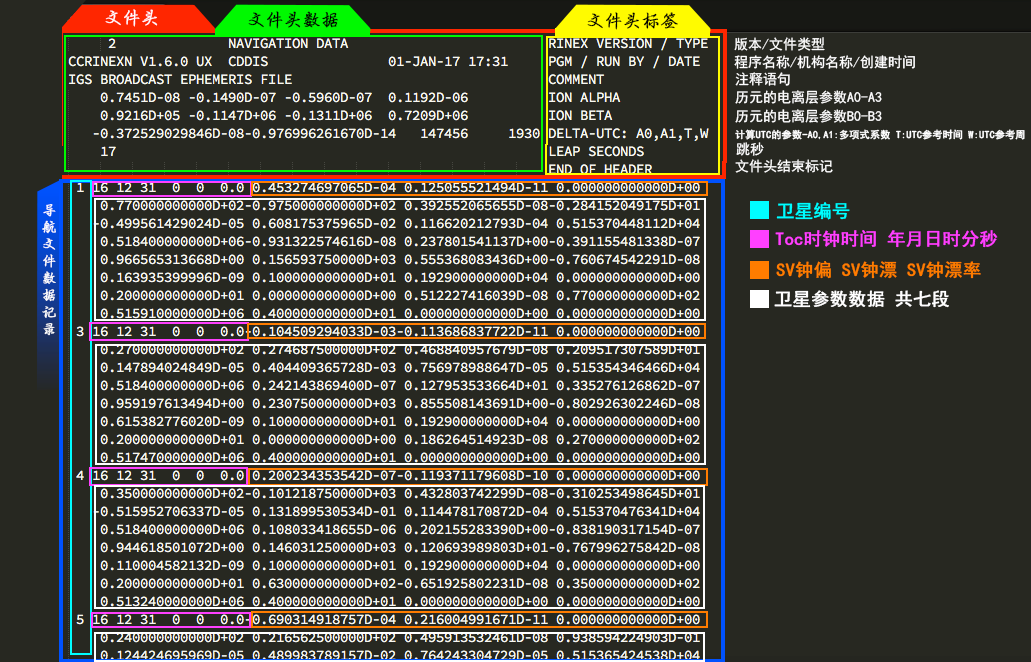 文件头 文件头数据 文件头标签
2 NAVIGATION DATA RINEX VERSION / TYPE 版本/文件类型
CCRINEXN V1.6.0 UX CDDIS 01-JAN-17 17:31 PGM / RUN BY / DATE 程序名称/机构名称/创建时间
IGS BROADCAST EPHEMERIS FILE COMMENT 注释语句
0.7451D-08 -0.1490D-07 -0.5960D-07 0.1192D-06 ION ALPHA 历元的电离层参数A0-A3
0.9216D+05 -0.1147D+06 -0.1311D+06 0.7209D+06 ION BETA 历元的电离层参数B0-B3
-0.372529029846D-08-0.976996261670D-14 147456 1930 DELTA-UTC: A0,A1,T,W 计算UTC的参数-A0,A1:多项式系数 T:UTC参考时间 W:UTC参考周
17 LEAP SECONDS 跳秒
END OF HEADER 文件头结束标记
导航文件数据记录
1 16 12 31 0 0 0.0 0.453274697065D-04 0.125055521494D-11 0.000000000000D+00
0.770000000000D+02-0.975000000000D+02 0.392552065655D-08-0.284152049175D+01
-0.499561429024D-05 0.608175375965D-02 0.116620212793D-04 0.515370448112D+04
0.518400000000D+06-0.931322574616D-08 0.237801541137D+00-0.391155481338D-07
0.966565313668D+00 0.156593750000D+03 0.555368083436D+00-0.760674542291D-08
0.163935399396D-09 0.100000000000D+01 0.192900000000D+04 0.000000000000D+00
0.200000000000D+01 0.000000000000D+00 0.512227416039D-08 0.770000000000D+02
0.515910000000D+06 0.400000000000D+01 0.000000000000D+00 0.000000000000D+00
3 16 12 31 0 0 0.0-0.104509294033D-03-0.113686837722D-11 0.000000000000D+00
0.270000000000D+02 0.274687500000D+02 0.468840957679D-08 0.209517307589D+01
0.147894024849D-05 0.404409365728D-03 0.756978988647D-05 0.515354346466D+04
0.518400000000D+06 0.242143869400D-07 0.127953533664D+01 0.335276126862D-07
0.959197613494D+00 0.230750000000D+03 0.855508143691D+00-0.802926302246D-08
0.615382776020D-09 0.100000000000D+01 0.192900000000D+04 0.000000000000D+00
0.200000000000D+01 0.000000000000D+00 0.186264514923D-08 0.270000000000D+02
0.517470000000D+06 0.400000000000D+01 0.000000000000D+00 0.000000000000D+00
4 16 12 31 0 0 0.0 0.200234353542D-07-0.119371179608D-10 0.000000000000D+00
0.350000000000D+02-0.101218750000D+03 0.432803742299D-08-0.310253498645D+01
-0.515952706337D-05 0.131899530534D-01 0.114478170872D-04 0.515370476341D+04
0.518400000000D+06 0.108033418655D-06 0.202155283390D+00-0.838190317154D-07
0.944618501072D+00 0.146031250000D+03 0.120693989803D+01-0.767996275842D-08
0.110004582132D-09 0.100000000000D+01 0.192900000000D+04 0.000000000000D+00
0.200000000000D+01 0.630000000000D+02-0.651925802231D-08 0.350000000000D+02
0.513240000000D+06 0.400000000000D+01 0.000000000000D+00 0.000000000000D+00
5 16 12 31 0 0 0.0-0.690314918757D-04 0.216004991671D-11 0.000000000000D+00
0.240000000000D+02 0.216562500000D+02 0.495913532461D-08 0.938594224903D-01
0.124424695969D-05 0.489983789157D-02 0.764243304729D-05 0.515365424538D+04
卫星编号
Toc时钟时间 年月日时分秒
SV钟偏 SV钟漂 SV钟漂率
卫星参数数据 共七段